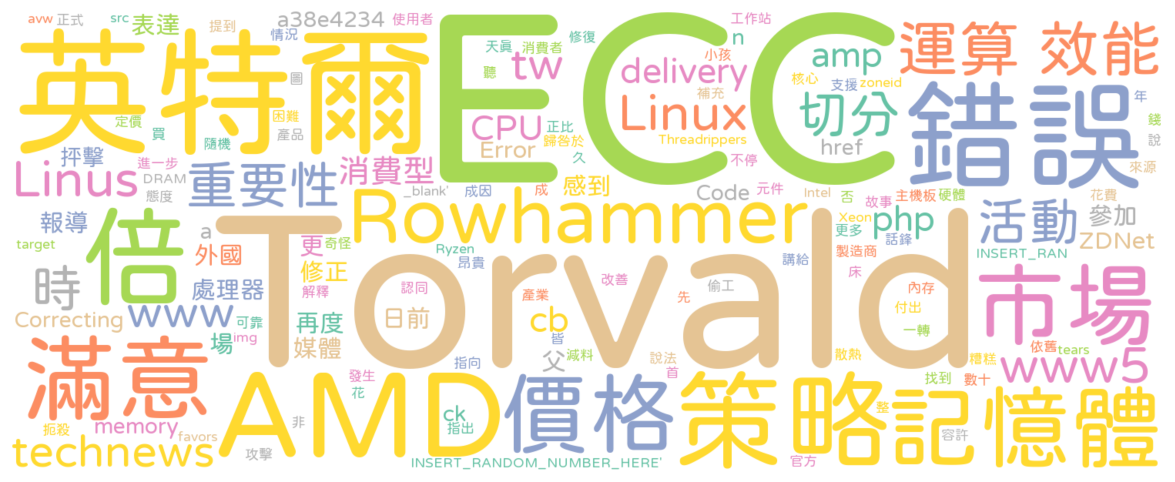 avw 正式 src 表達 提到 情況 a38e4234 使用者
英特爾 ECC
圖 困難 產品
定價 買 隨機
天真 消費者 修復 工作站 n
聽 tw 小孩 amp 運算 效能
delivery 核心 支援 zoneid
補充 切分 錯誤 年
CPU 正比 Linux href 錢
Error 歸咎於 Threadrippers 說
抨擊 進一步 消費型 久 不停 來源
Linus DRAM 態度 重要性 _blank' 成因 成 感到 Code 元件 Intel 否 主機板 硬體 花費
報導 a 倍 Torvald Rowhammer 故事 Xeon php 活動 參加
target 外國 更 奇怪 Ryzen 更多 話鋒 ZDNet
時 修正 昂貴 講給 製造商 INSERT_RAN
處理器 解釋 認同 改善 偷工 床 內存 市場
www 產業 先 付出
Correcting 可靠 再度 日前 cb 一轉
img 場 媒體 父 減料 皆 說法 散熱 依舊 tears
滿意 發生 指向 首 糟糕 www5
花 找到 數十
AMD 價格 策略 記憶體
扼殺 memory favors 非 ck 指出 整
technews 攻擊 容許
INSERT_RANDOM_NUMBER_HERE' 官方